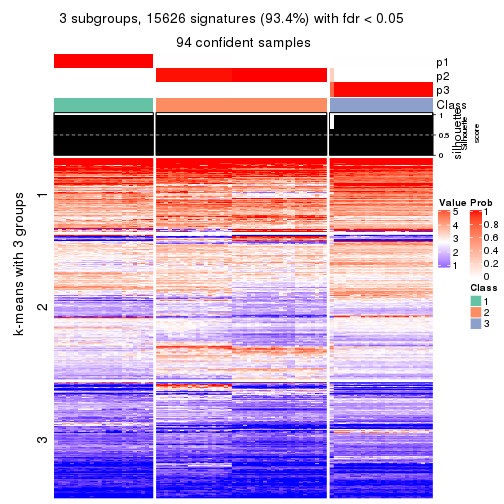 3 subgroups, 15626 signatures (93.4%) with fdr < 0.05
94 confident samples
p1
p2
p3
Class
silhouette
Silhouette
score
1
0.5
0
k-means with 3 groups
1
2
3
Value
5
4
3
2
1
Prob
1
0.8
0.6
0.4
0.2
0
Class
1
2
3